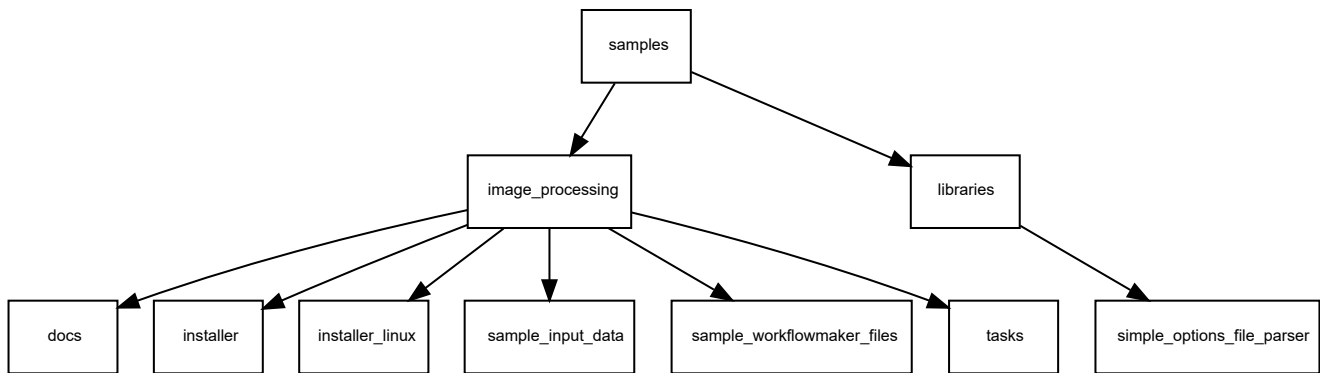 samples
image_processing
libraries
docs
installer
installer_linux
sample_input_data
sample_workflowmaker_files
tasks
simple_options_file_parser